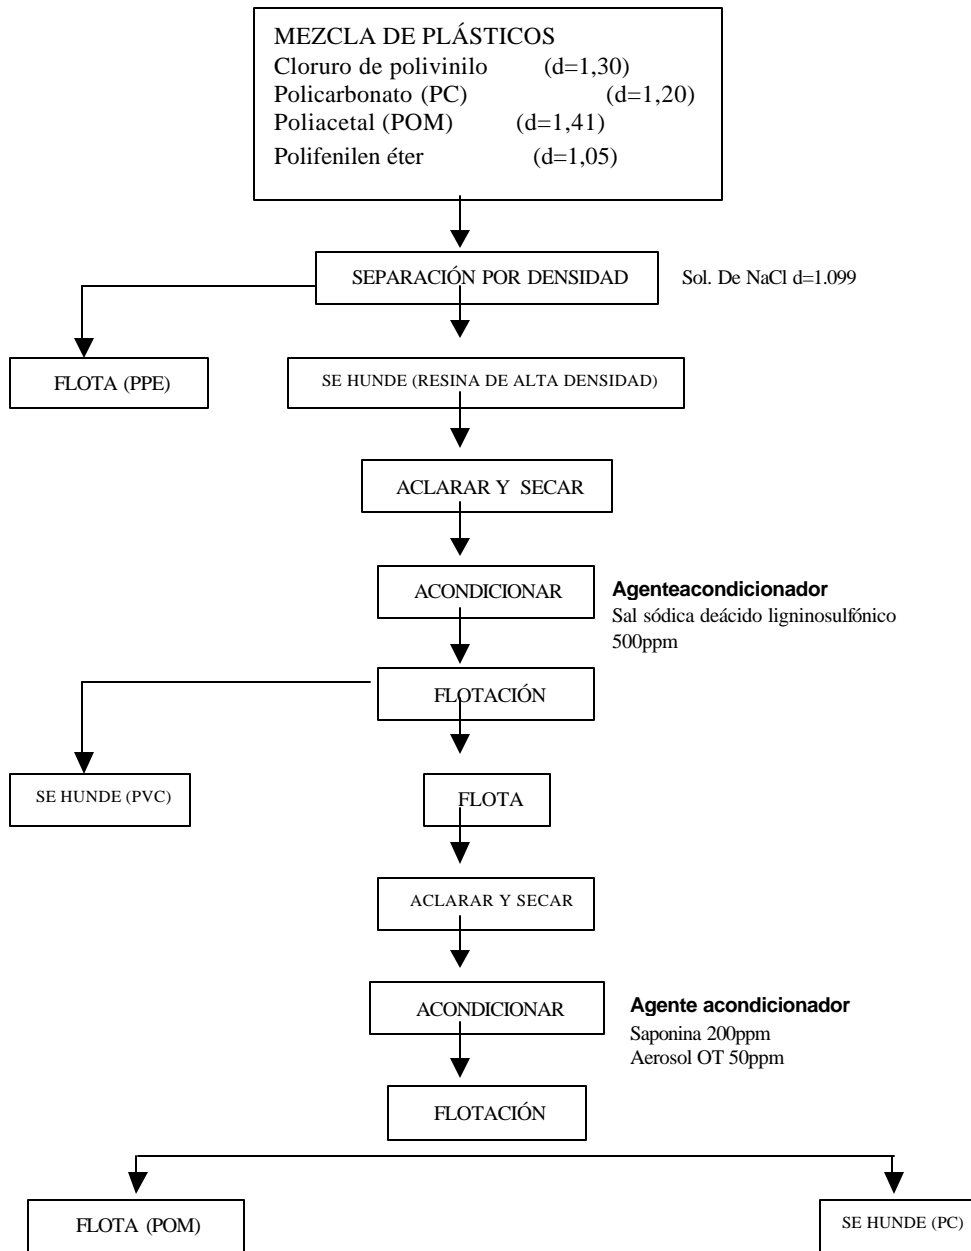 MEZCLA DE PLÁSTICOS
Cloruro de polivinilo (d=1,30)
Policarbonato (PC) (d=1,20)
Poliacetal (POM) (d=1,41)
Polifenilen éter (d=1,05)
SEPARACIÓN POR DENSIDAD
Sol. De NaCl d=1.099
FLOTA (PPE)
SE HUNDE (RESINA DE ALTA DENSIDAD)
ACLARAR Y SECAR
ACONDICIONAR
Agenteacondicionador
Sal sódica deácido ligninosulfónico
500ppm
FLOTACIÓN
SE HUNDE (PVC)
FLOTA
ACLARAR Y SECAR
ACONDICIONAR
Agente acondicionador
Saponina 200ppm
Aerosol OT 50ppm
FLOTACIÓN
FLOTA (POM)
SE HUNDE (PC)